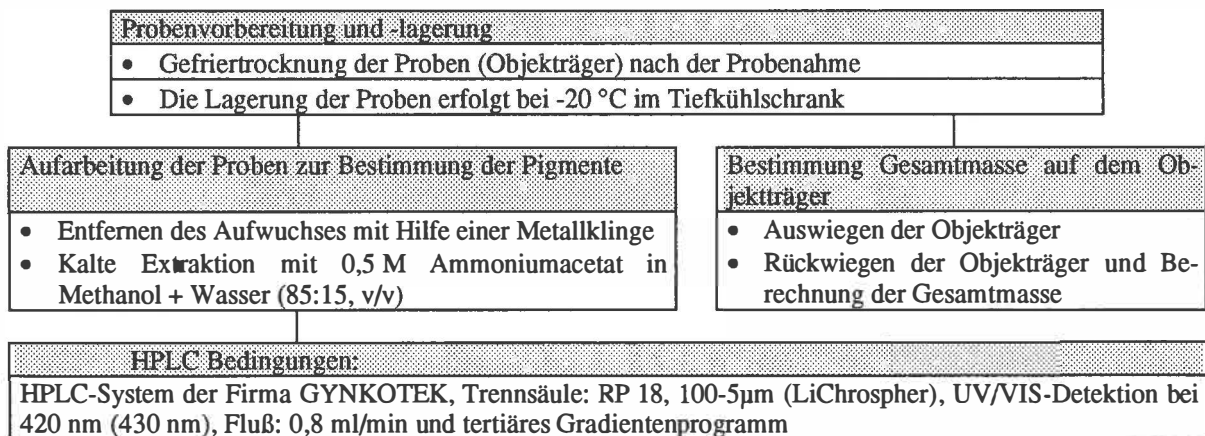 Probenvorbereitung und -lagerung
• Gefriertrocknung der Proben (Objekträger) nach der Probenahme
• Die Lagerung der Proben erfolgt bei -20 °C im Tiefkühlschrank
Aufarbeitung der Proben zur Bestimmung der Pigmente
• Entfernen des Aufwuchses mit Hilfe einer Metallklinge
• Kalte Extraktion mit 0,5 M Ammoniumacetat in
Methanol + Wasser (85:15, v/v)
Bestimmung Gesamtmasse auf dem Ob-
jektträger
• Auswiegen der Objekträger
• Rückwiegen der Objekträger und Be-
rechnung der Gesamtmasse
HPLC Bedingungen:
HPLC-System der Firma GYNKOTEK, Trennsäule: RP 18, 100-5µm (LiChrospher), UV/VIS-Detektion bei
420 nm (430 nm), Fluß: 0,8 ml/min und tertiäres Gradientenprogramm